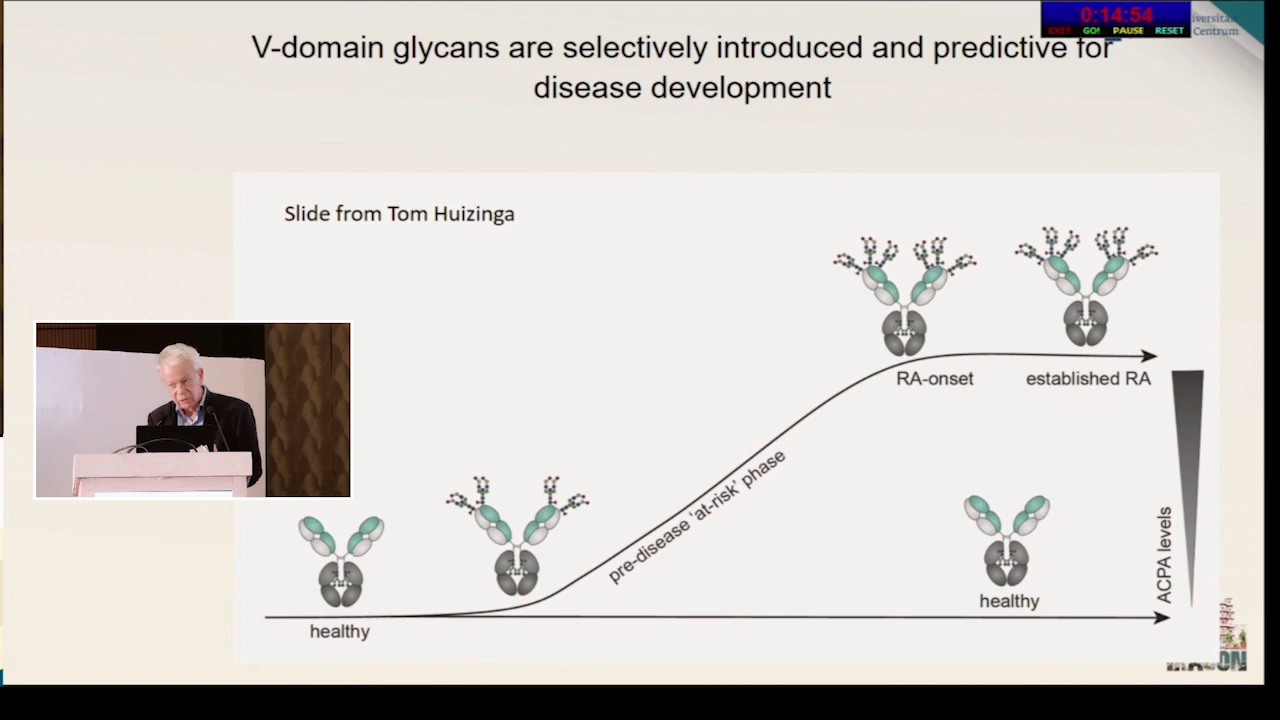 0:14:54
EXIT GO! PAUSE RESET
Centrum
V-domain glycans are selectively introduced and predictive for
disease development
Slide from Tom Huizinga
RA-onset
established RA
pre-disease 'at-risk' phase
ACPA levels
healthy
healthy